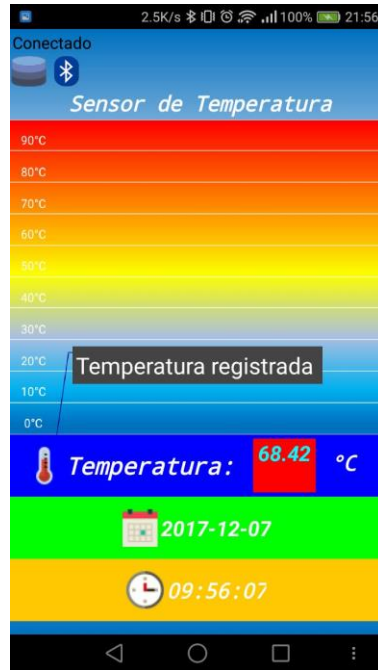 2.5K/s 100% 21:56
Conectado
Sensor de Temperatura
90°C
80°C
70°C
60°C
50°C
40°C
30°C
20°C
Temperatura registrada
10°C
0°C
Temperatura: 68.42 °C
2017-12-07
09:56:07